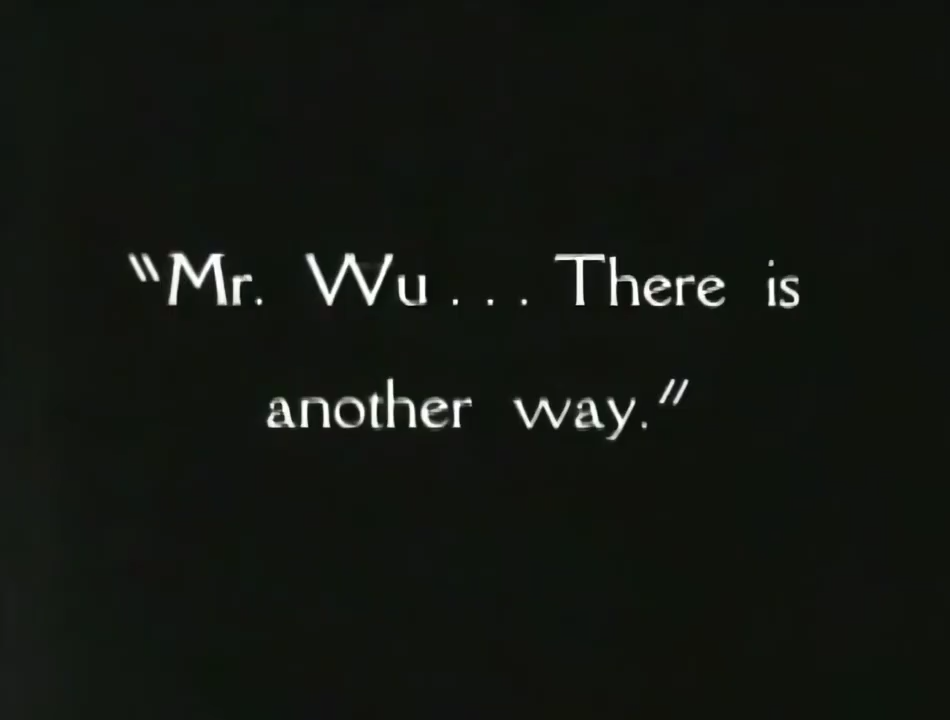 "Mr. Wu . . . There is
another way."